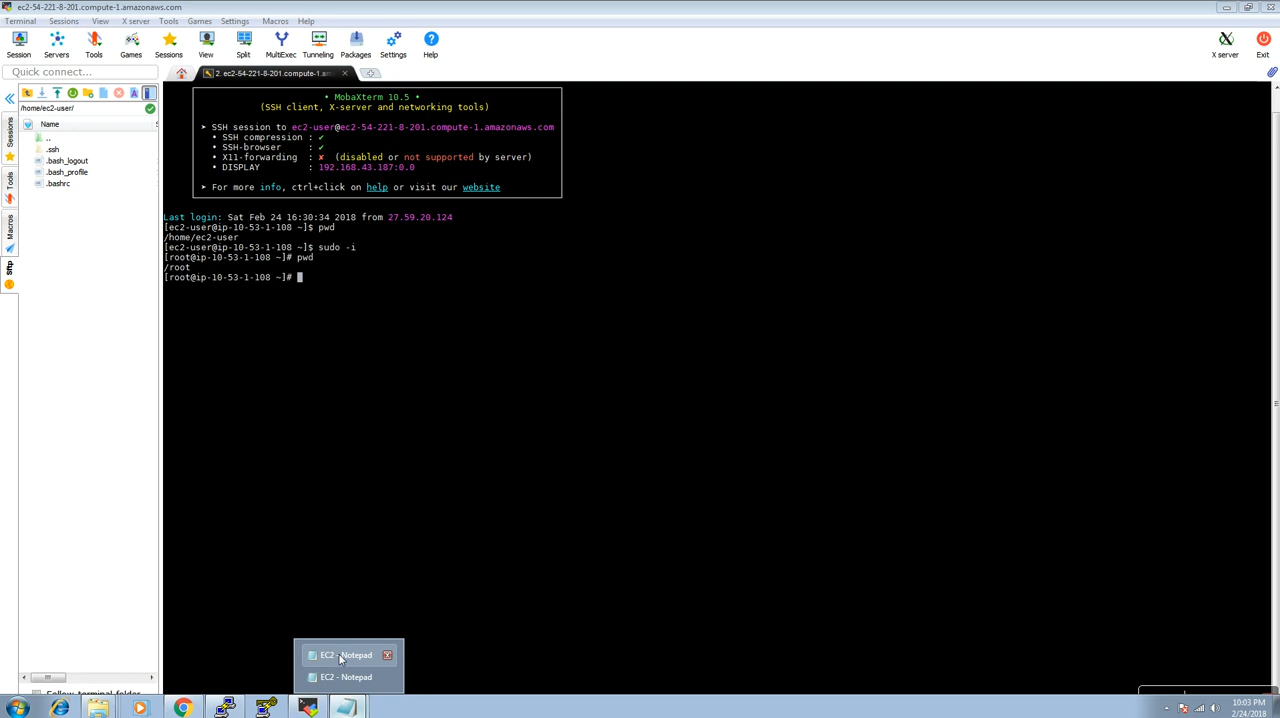 ec2-54-221-8-201.compute-1.amazonaws.com
Terminal Sessions View X server Tools Games Settings Macros Help
Session Servers Tools Games Sessions View Split MultiExec Tunneling Packages Settings Help X server Exit
Quick connect...
2. ec2-54-221-8-201.compute-1.am
/home/ec2-user/
Name
..
.ssh
.bash_logout
.bash_profile
.bashrc
Sessions
Tools
Macros
Sftp
• MobaXterm 10.5 •
(SSH client, X-server and networking tools)
➤ SSH session to ec2-user@ec2-54-221-8-201.compute-1.amazonaws.com
• SSH compression : ✔
• SSH-browser : ✔
• X11-forwarding : ✘ (disabled or not supported by server)
• DISPLAY : 192.168.43.187:0.0
➤ For more info, ctrl+click on help or visit our website
Last login: Sat Feb 24 16:30:34 2018 from 27.59.20.124
[ec2-user@ip-10-53-1-108 ~]$ pwd
/home/ec2-user
[ec2-user@ip-10-53-1-108 ~]$ sudo -i
[root@ip-10-53-1-108 ~]# pwd
/root
[root@ip-10-53-1-108 ~]#
EC2 - Notepad
EC2 - Notepad
Follow terminal folder
10:03 PM
2/24/2018